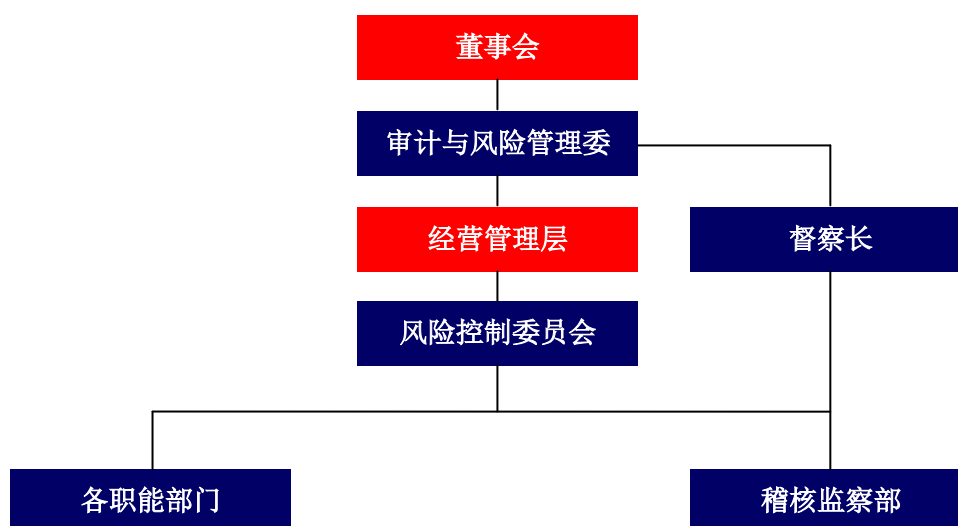 董事会
审计与风险管理委
经营管理层
督察长
风险控制委员会
各职能部门
稽核监察部